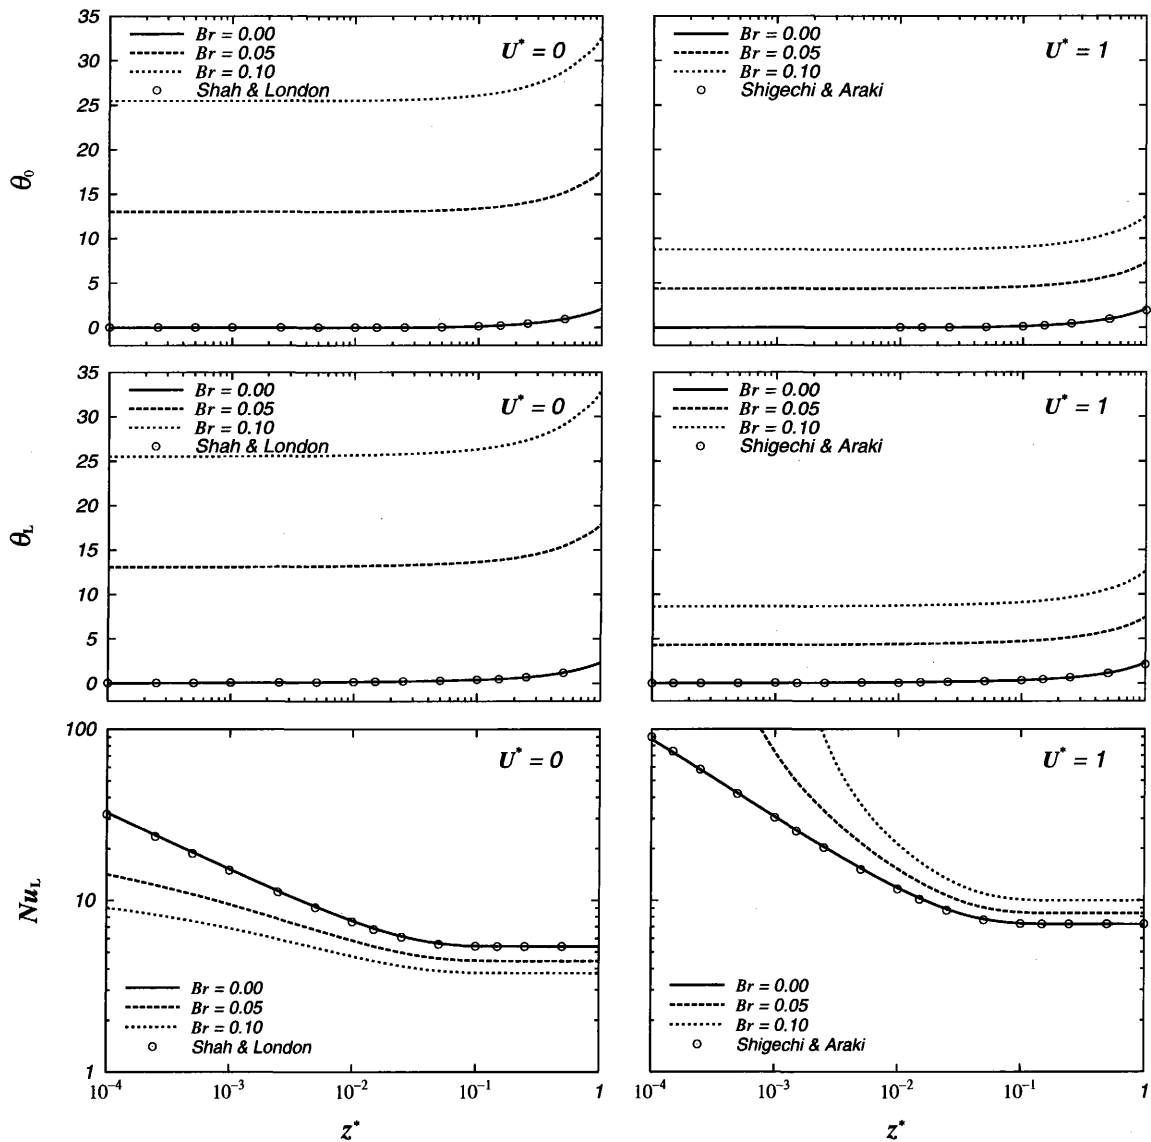 θ₀
35
30
25
20
15
10
5
0
Br = 0.00
Br = 0.05
Br = 0.10
Shah & London
U* = 0
Br = 0.00
Br = 0.05
Br = 0.10
Shigechi & Araki
U* = 1
θL
35
30
25
20
15
10
5
0
Br = 0.00
Br = 0.05
Br = 0.10
Shah & London
U* = 0
Br = 0.00
Br = 0.05
Br = 0.10
Shigechi & Araki
U* = 1
NuL
100
10
1
U* = 0
Br = 0.00
Br = 0.05
Br = 0.10
Shah & London
U* = 1
Br = 0.00
Br = 0.05
Br = 0.10
Shigechi & Araki
10⁻⁴ 10⁻³ 10⁻² 10⁻¹ 1
10⁻⁴ 10⁻³ 10⁻² 10⁻¹ 1
z*
z*